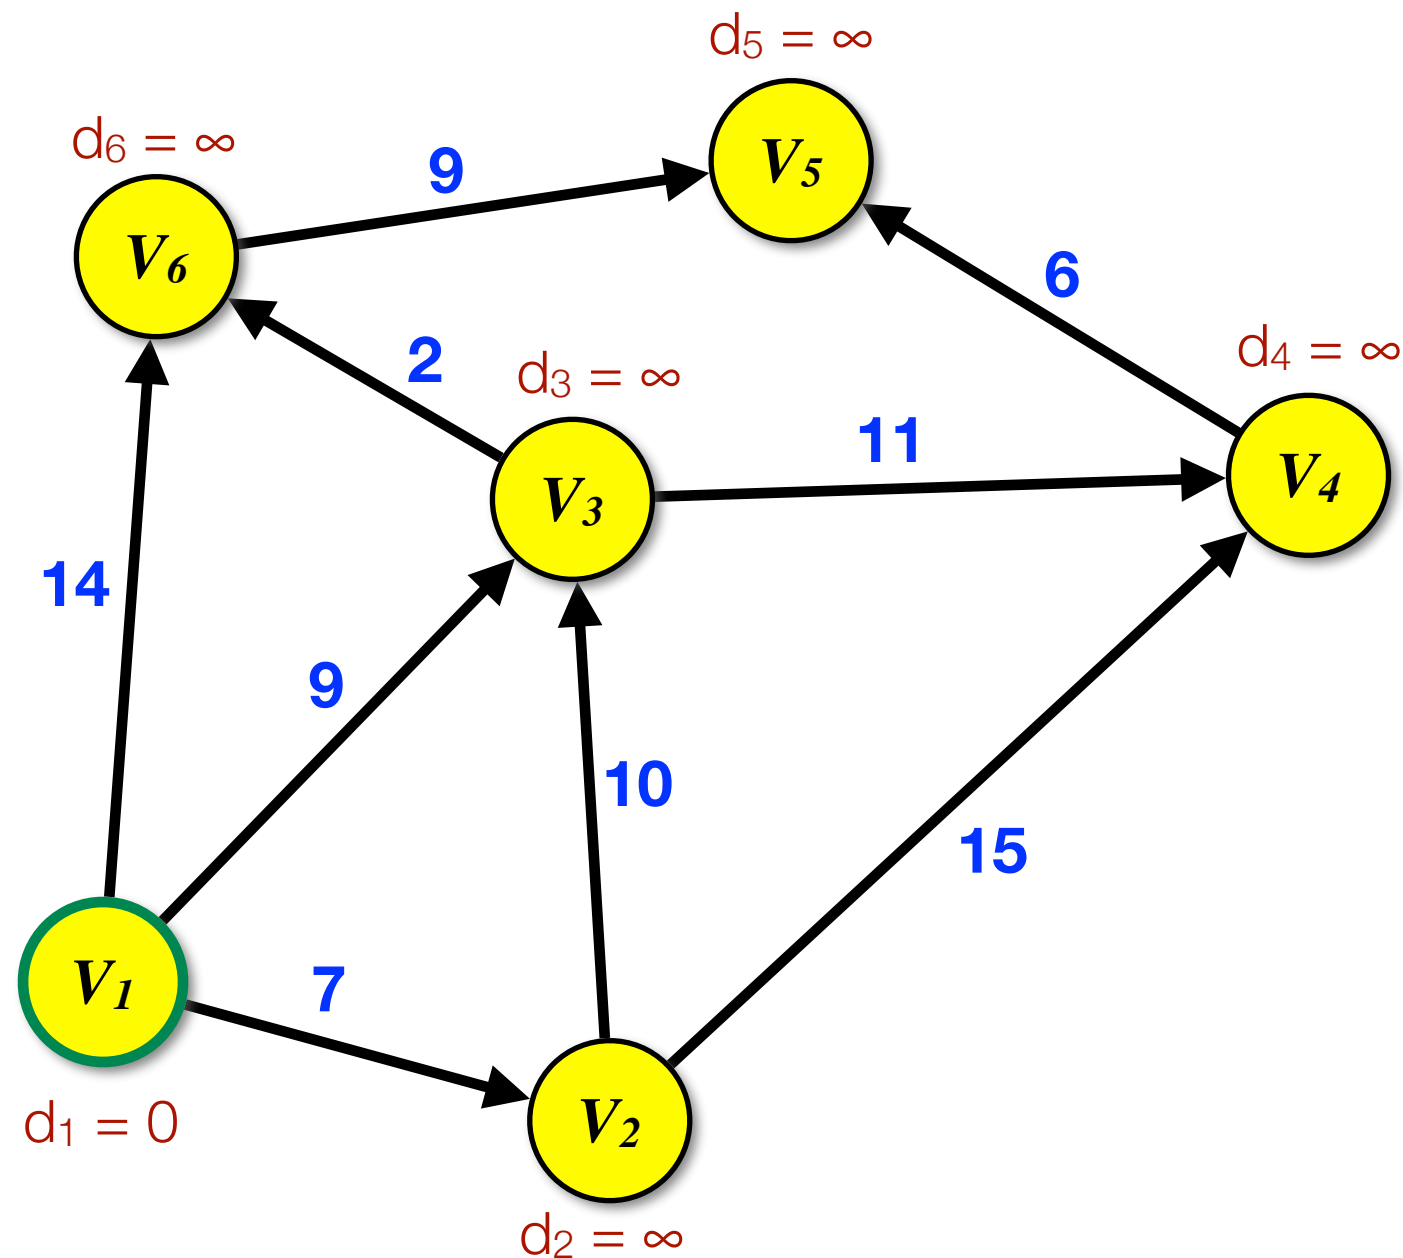 d5 = ∞
V5
d6 = ∞
9
V6
6
2
d3 = ∞
d4 = ∞
11
V3
V4
14
9
10
15
V1
7
d1 = 0
V2
d2 = ∞